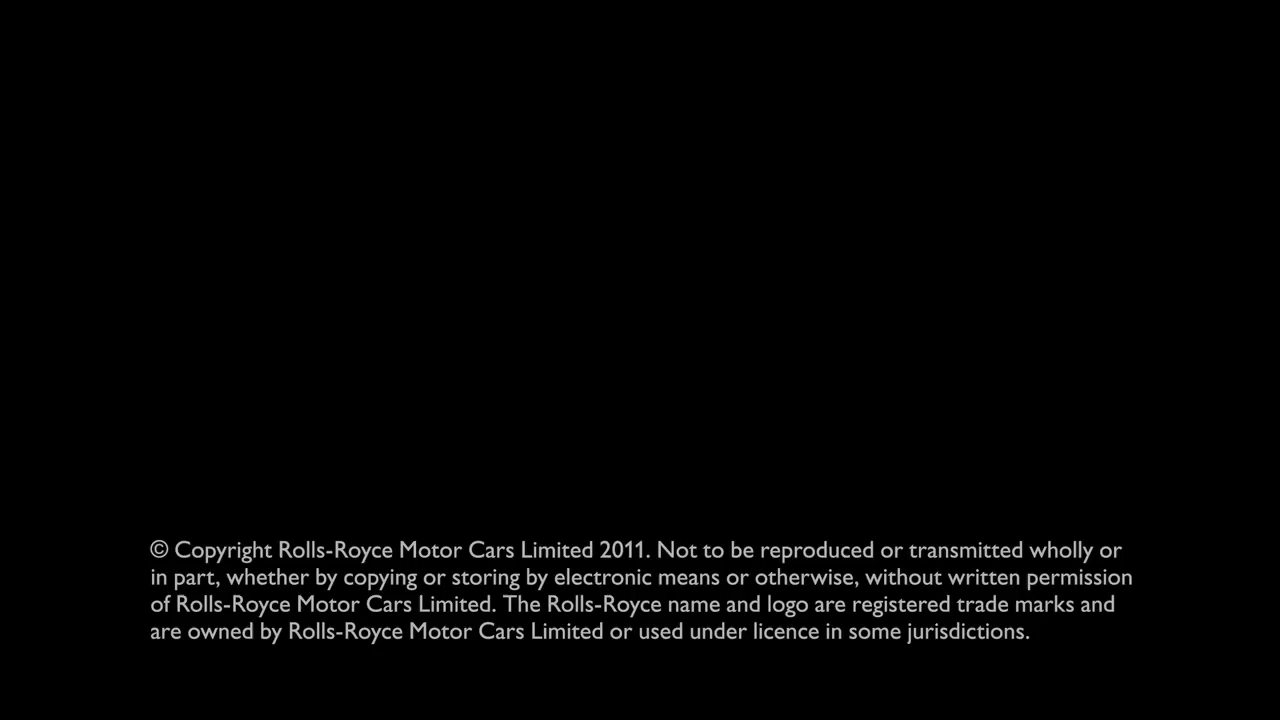 © Copyright Rolls-Royce Motor Cars Limited 2011. Not to be reproduced or transmitted wholly or
in part, whether by copying or storing by electronic means or otherwise, without written permission
of Rolls-Royce Motor Cars Limited. The Rolls-Royce name and logo are registered trade marks and
are owned by Rolls-Royce Motor Cars Limited or used under licence in some jurisdictions.